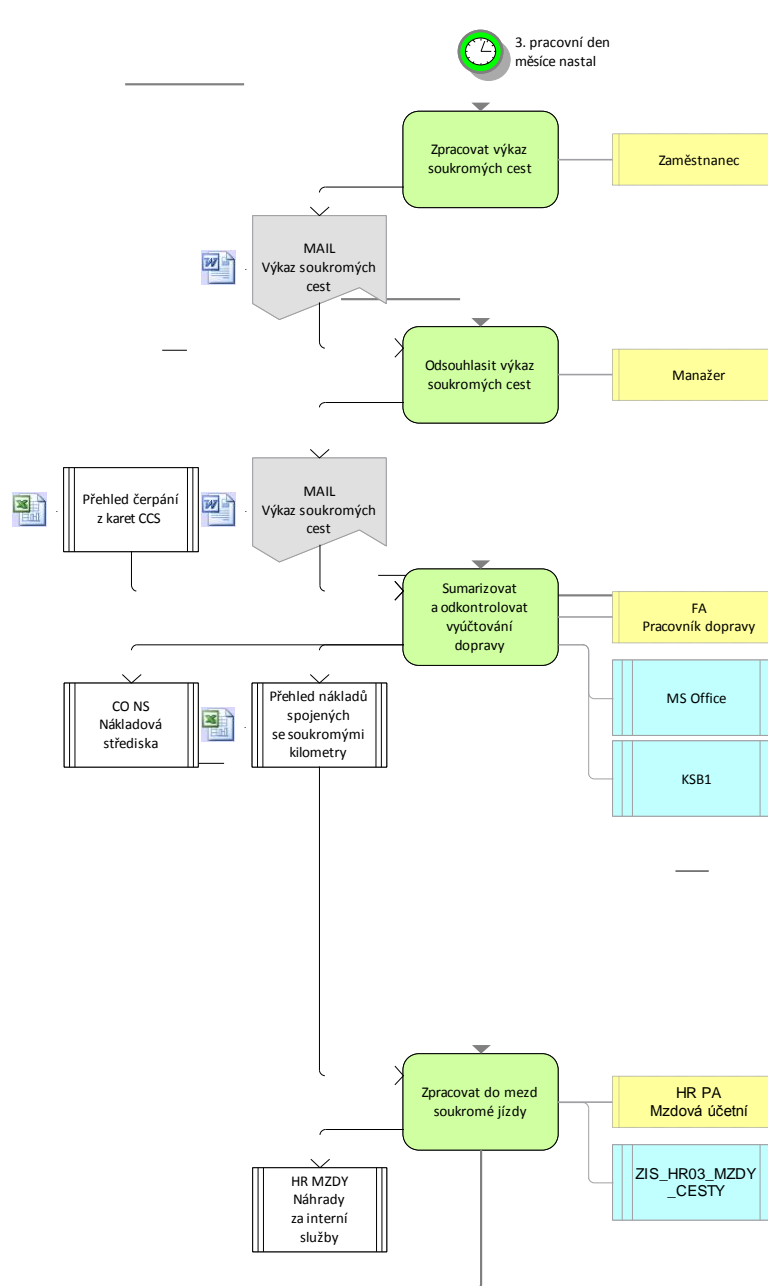 3. pracovní den
měsíce nastal
Zpracovat výkaz
soukromých cest
Zaměstnanec
MAIL
Výkaz soukromých
cest
Odsouhlasit výkaz
soukromých cest
Manažer
Přehled čerpání
z karet CCS
MAIL
Výkaz soukromých
cest
Sumarizovat
a odkontrolovat
vyúčtování
dopravy
FA
Pracovník dopravy
CO NS
Nákladová
střediska
Přehled nákladů
spojených
se soukromými
kilometry
MS Office
KSB1
Zpracovat do mezd
soukromé jízdy
HR PA
Mzdová účetní
HR MZDY
Náhrady
za interní
služby
ZIS_HR03_MZDY
_CESTY